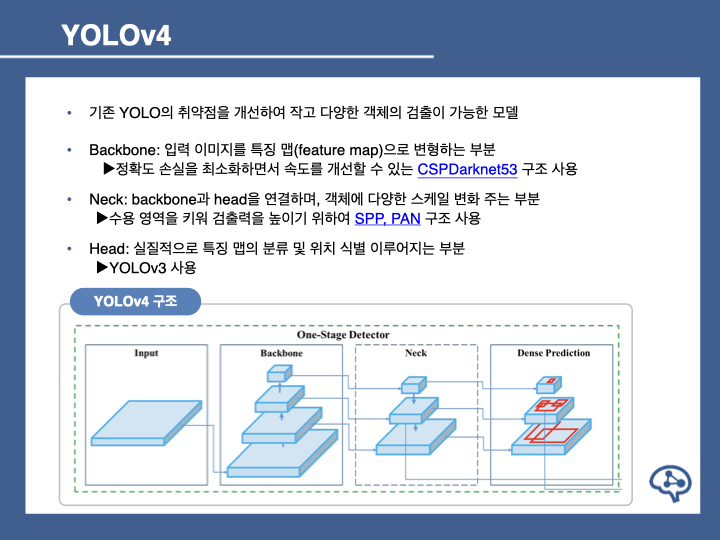 YOLOv4
• 기존 YOLO의 취약점을 개선하여 작고 다양한 객체의 검출이 가능한 모델
• Backbone: 입력 이미지를 특징 맵(feature map)으로 변형하는 부분
▶정확도 손실을 최소화하면서 속도를 개선할 수 있는 CSPDarknet53 구조 사용
• Neck: backbone과 head을 연결하며, 객체에 다양한 스케일 변화 주는 부분
▶수용 영역을 키워 검출력을 높이기 위하여 SPP, PAN 구조 사용
• Head: 실질적으로 특징 맵의 분류 및 위치 식별 이루어지는 부분
▶YOLOv3 사용
YOLOv4 구조
One-Stage Detector
Input Backbone Neck Dense Prediction